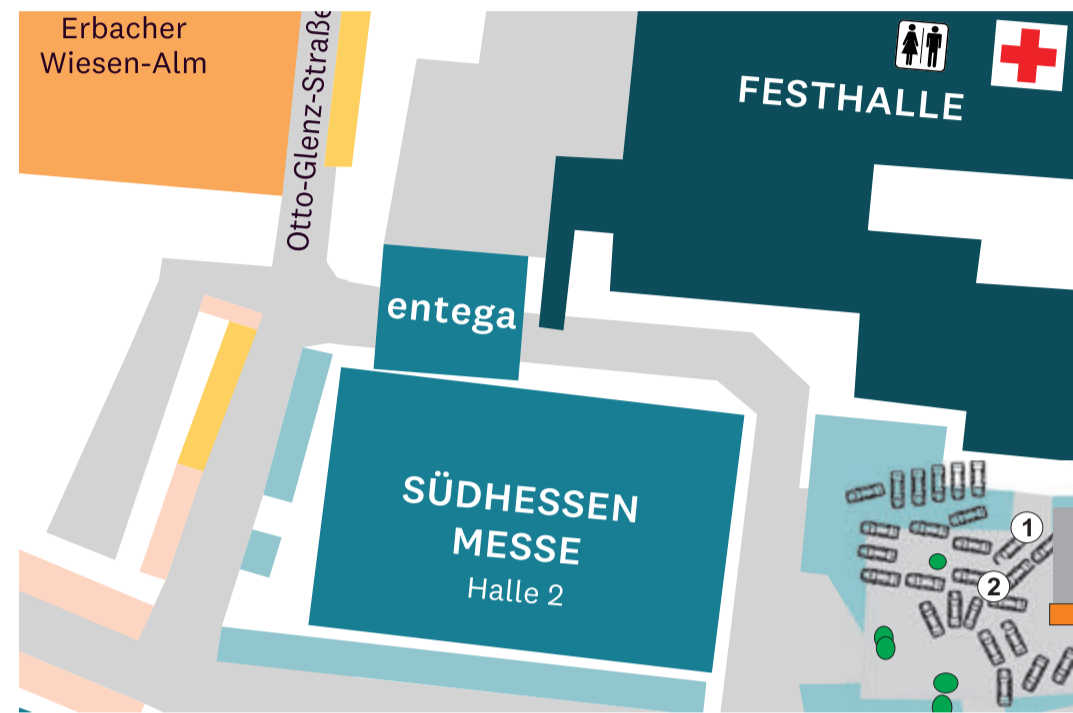 Erbacher
Wiesen-Alm
Otto-Glenz-Straße
FESTHALLE
entega
SÜDHESSEN
MESSE
Halle 2
1
2